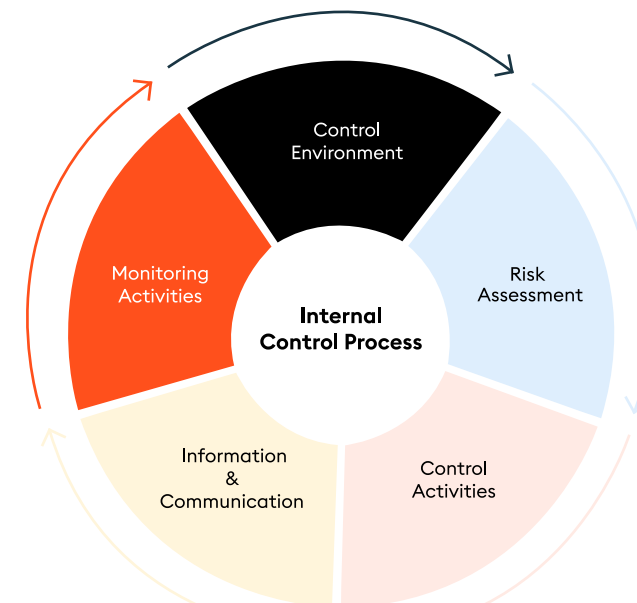 Control
Environment
Risk
Assessment
Control
Activities
Information
&
Communication
Monitoring
Activities
Internal
Control Process